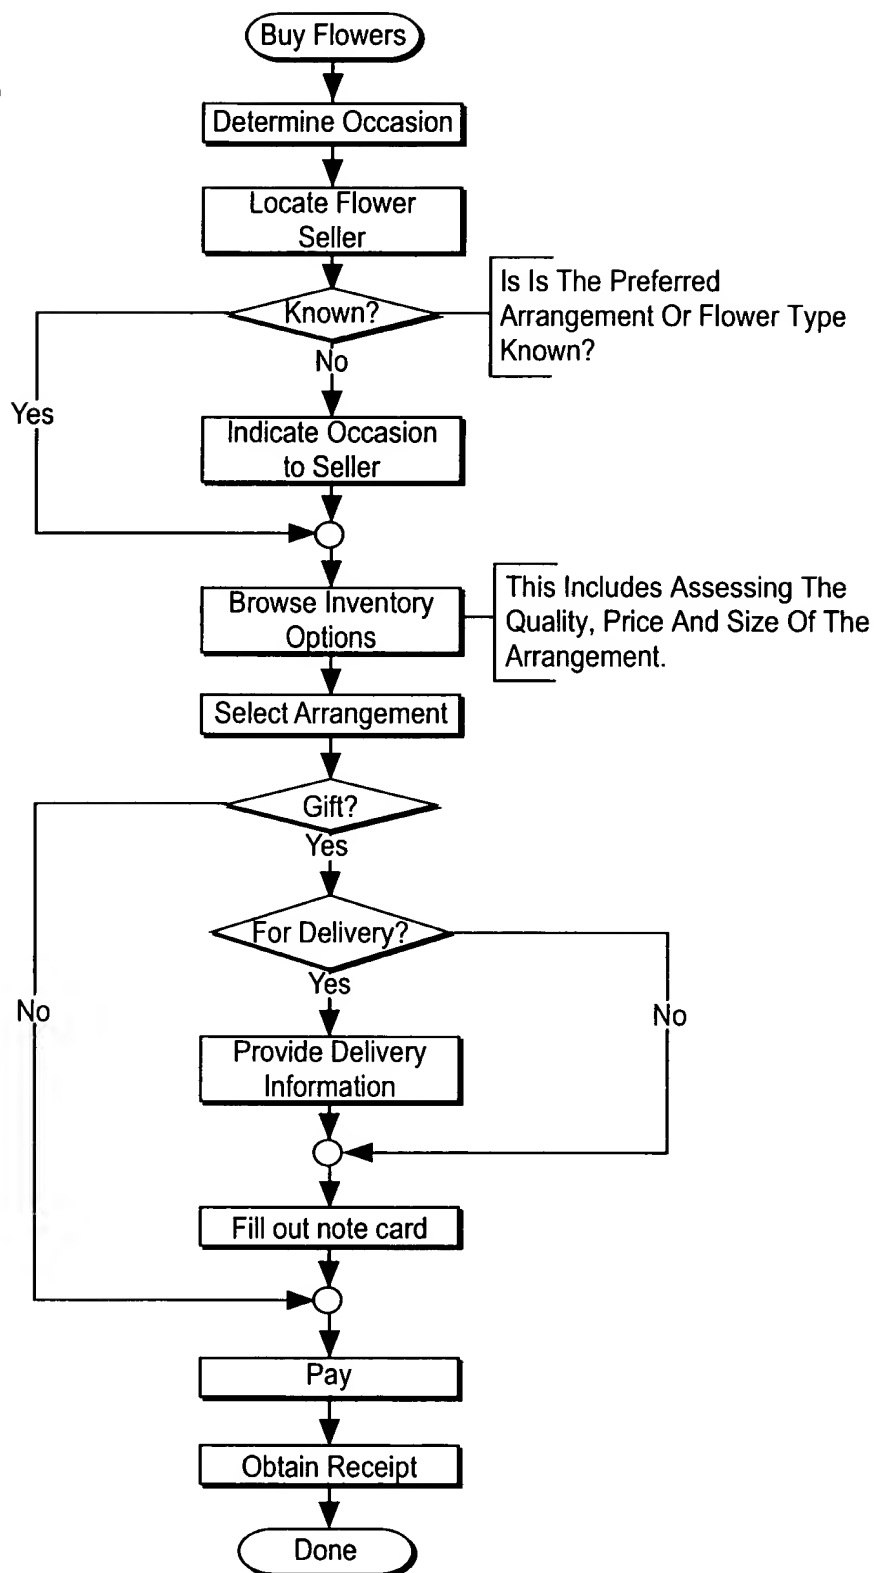 Buy Flowers
Determine Occasion
Locate Flower
Seller
Known?
Is Is The Preferred
Arrangement Or Flower Type
Known?
No
Yes
Indicate Occasion
to Seller
Browse Inventory
Options
This Includes Assessing The
Quality, Price And Size Of The
Arrangement.
Select Arrangement
Gift?
Yes
For Delivery?
Yes
No
No
Provide Delivery
Information
Fill out note card
Pay
Obtain Receipt
Done